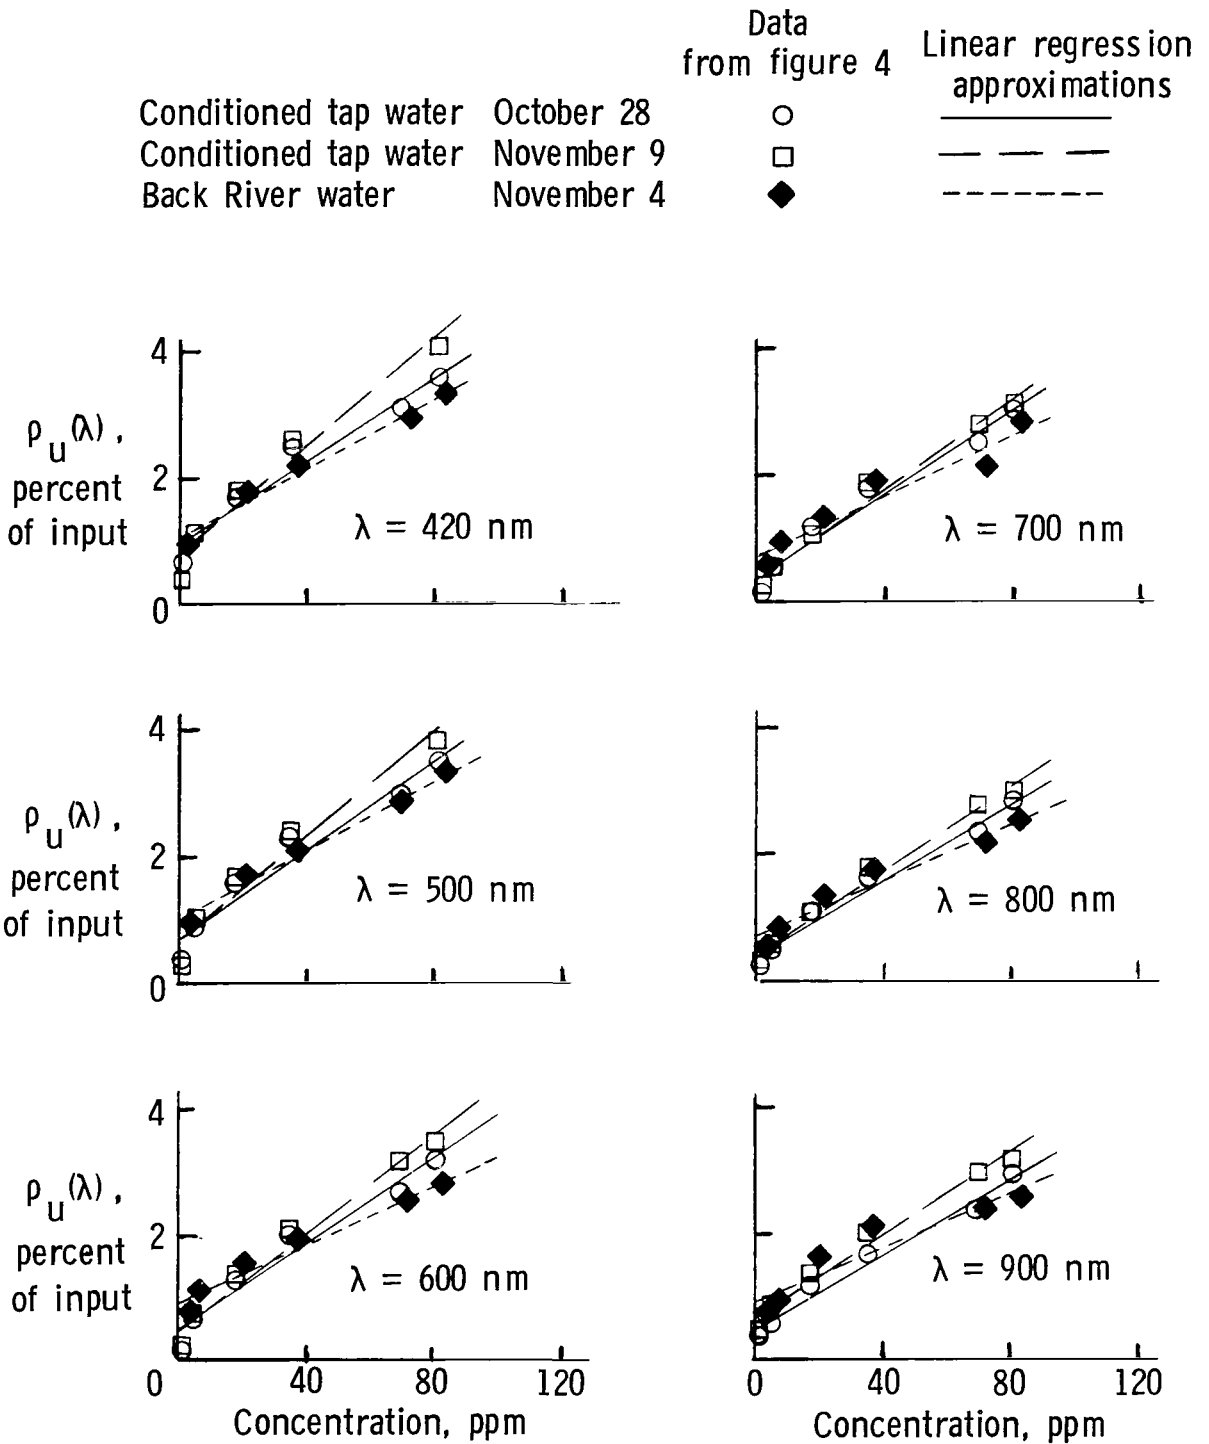 Data
from figure 4
Linear regression
approximations
Conditioned tap water October 28
Conditioned tap water November 9
Back River water November 4
4
ρu(λ),
percent
of input
2
0
λ = 420 nm
λ = 700 nm
4
ρu(λ),
percent
of input
2
0
λ = 500 nm
λ = 800 nm
4
ρu(λ),
percent
of input
2
λ = 600 nm
λ = 900 nm
0 40 80 120
Concentration, ppm
0 40 80 120
Concentration, ppm